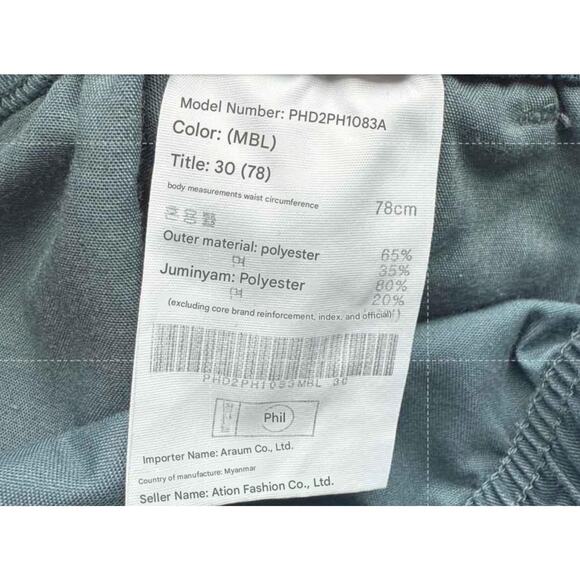 Model Number: PHD2PH1083A
Color: (MBL)
Title: 30 (78)
body measurements waist circumference 78cm
Outer material: polyester 65%
35%
Juminyam: Polyester 80%
20%
(excluding core brand reinforcement, index, and official)
PHD2PH1083MBL 30
Phil
Importer Name: Araum Co., Ltd.
Country of manufacture: Myanmar
Seller Name: Ation Fashion Co., Ltd.